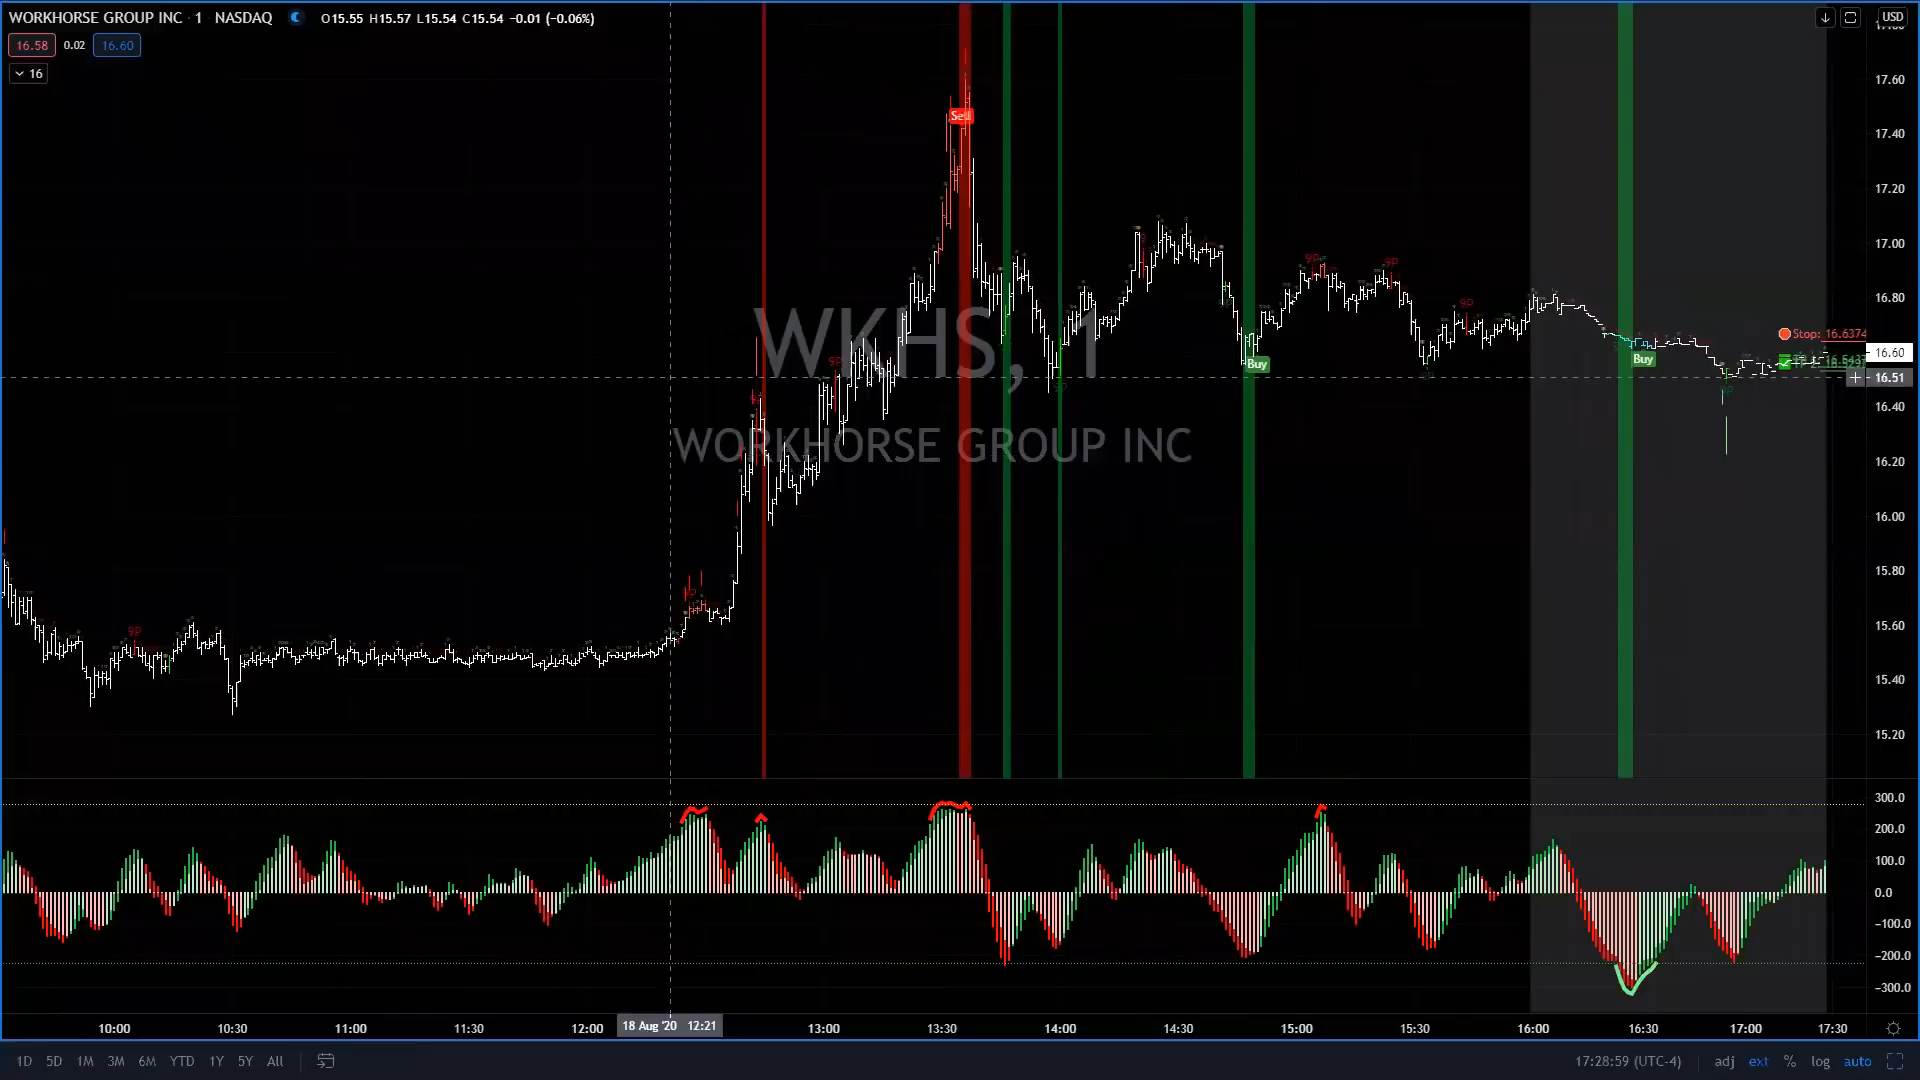 WORKHORSE GROUP INC · 1 · NASDAQ O15.55 H15.57 L15.54 C15.54 −0.01 (−0.06%)
USD
16.58 0.02 16.60
16
17.60
17.40
17.20
17.00
16.80
16.60
16.51
16.40
16.20
16.00
15.80
15.60
15.40
15.20
Sell
WKHS, 1
WORKHORSE GROUP INC
Buy
Buy
Stop: 16.6374
9P
9P
9P
9P
9P
300.0
200.0
100.0
0.0
−100.0
−200.0
−300.0
10:00 10:30 11:00 11:30 12:00 18 Aug '20 12:21 13:00 13:30 14:00 14:30 15:00 15:30 16:00 16:30 17:00 17:30
1D 5D 1M 3M 6M YTD 1Y 5Y All 17:28:59 (UTC-4) adj ext % log auto